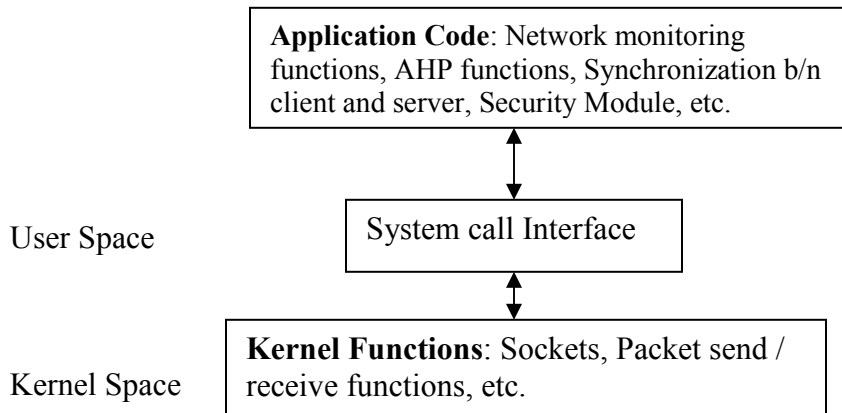 Application Code: Network monitoring
functions, AHP functions, Synchronization b/n
client and server, Security Module, etc.
User Space
System call Interface
Kernel Functions: Sockets, Packet send /
receive functions, etc.
Kernel Space